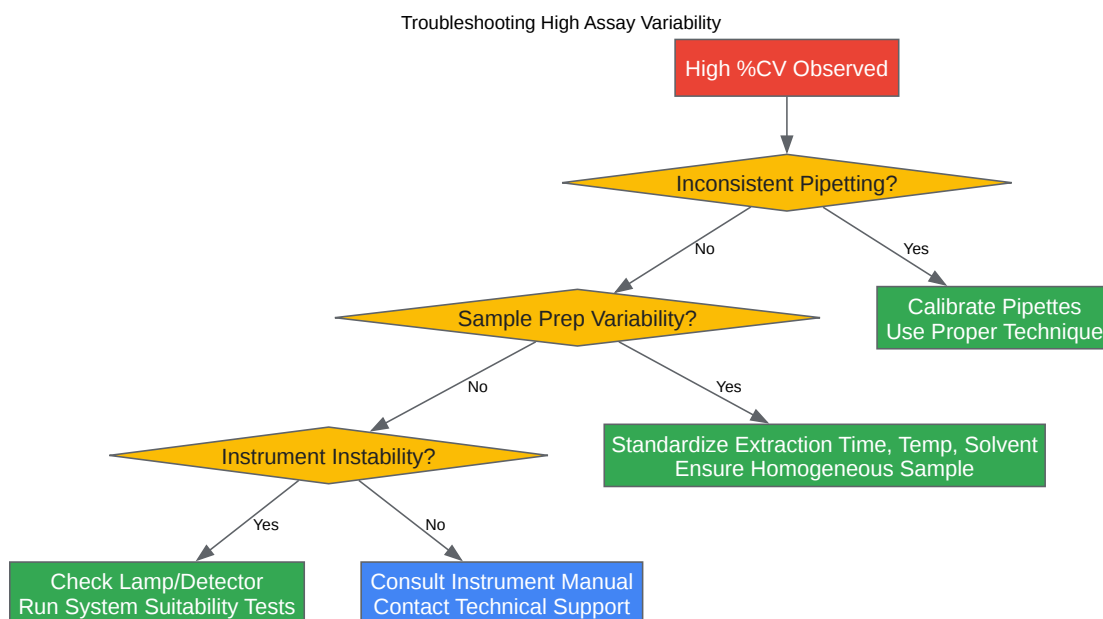 Troubleshooting High Assay Variability
High %CV Observed
Inconsistent Pipetting?
No
Yes
Sample Prep Variability?
Calibrate Pipettes
Use Proper Technique
No
Yes
Instrument Instability?
Standardize Extraction Time, Temp, Solvent
Ensure Homogeneous Sample
Yes
No
Check Lamp/Detector
Run System Suitability Tests
Consult Instrument Manual
Contact Technical Support